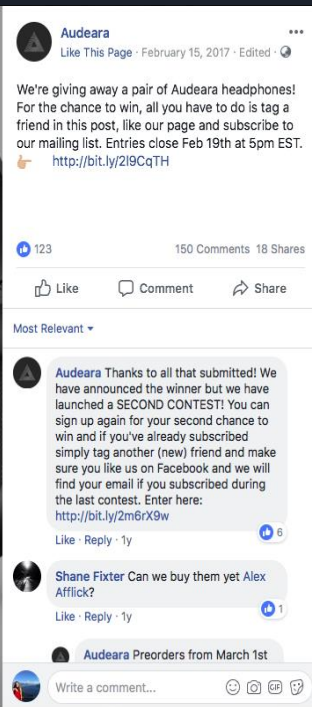 Audeara
Like This Page · February 15, 2017 · Edited ·
We're giving away a pair of Audeara headphones!
For the chance to win, all you have to do is tag a
friend in this post, like our page and subscribe to
our mailing list. Entries close Feb 19th at 5pm EST.
http://bit.ly/2l9CqTH
123
150 Comments 18 Shares
Like Comment Share
Most Relevant
Audeara Thanks to all that submitted! We
have announced the winner but we have
launched a SECOND CONTEST! You can
sign up again for your second chance to
win and if you've already subscribed
simply tag another (new) friend and make
sure you like us on Facebook and we will
find your email if you subscribed during
the last contest. Enter here:
http://bit.ly/2m6rX9w
6
Like · Reply · 1y
Shane Fixter Can we buy them yet Alex
Afflick?
1
Like · Reply · 1y
Audeara Preorders from March 1st
Write a comment...
GIF